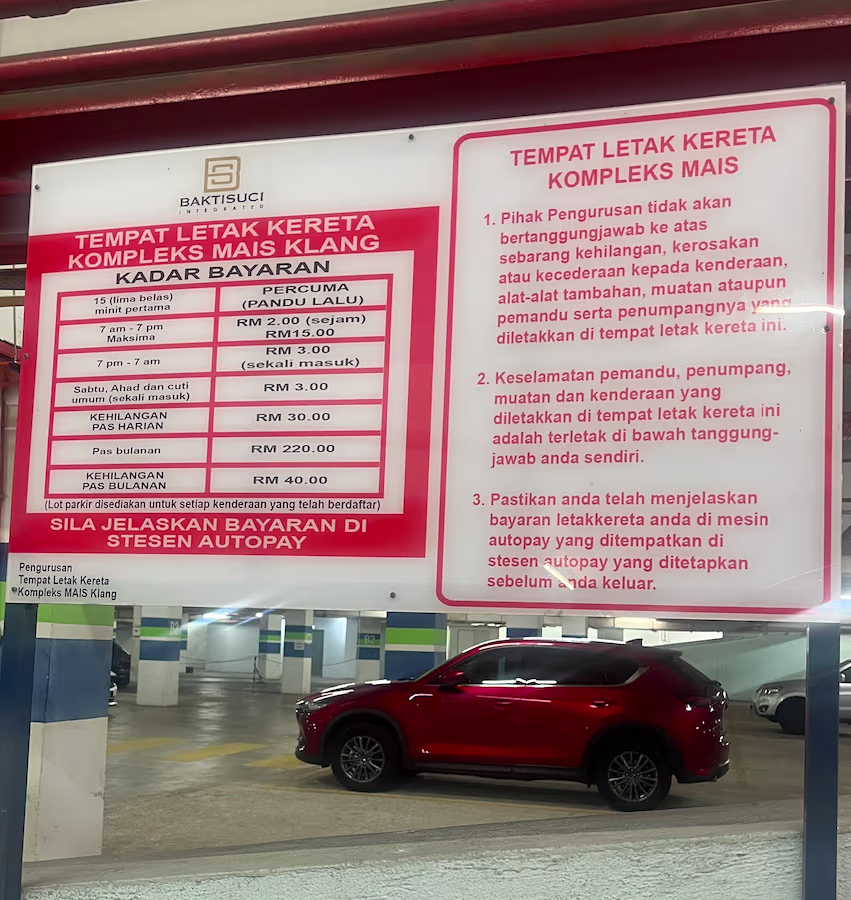 BAKTISUCI
INTEGRATED
TEMPAT LETAK KERETA
KOMPLEKS MAIS KLANG
KADAR BAYARAN
15 (lima belas)
minit pertama
PERCUMA
(PANDU LALU)
7 am - 7 pm
Maksima
RM 2.00 (sejam)
RM15.00
7 pm - 7 am
RM 3.00
(sekali masuk)
Sabtu, Ahad dan cuti
umum (sekali masuk)
RM 3.00
KEHILANGAN
PAS HARIAN
RM 30.00
Pas bulanan
RM 220.00
KEHILANGAN
PAS BULANAN
RM 40.00
(Lot parkir disediakan untuk setiap kenderaan yang telah berdaftar)
SILA JELASKAN BAYARAN DI
STESEN AUTOPAY
Pengurusan
Tempat Letak Kereta
Kompleks MAIS Klang
TEMPAT LETAK KERETA
KOMPLEKS MAIS
1. Pihak Pengurusan tidak akan
bertanggungjawab ke atas
sebarang kehilangan, kerosakan
atau kecederaan kepada kenderaan,
alat-alat tambahan, muatan ataupun
pemandu serta penumpangnya yang
diletakkan di tempat letak kereta ini.
2. Keselamatan pemandu, penumpang,
muatan dan kenderaan yang
diletakkan di tempat letak kereta ini
adalah terletak di bawah tanggung-
jawab anda sendiri.
3. Pastikan anda telah menjelaskan
bayaran letakkereta anda di mesin
autopay yang ditempatkan di
stesen autopay yang ditetapkan
sebelum anda keluar.